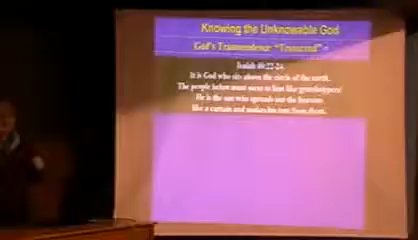 Knowing the Unknowable God
God's Transcendence "Transcend" =
Isaiah 40:22-24.
It is God who sits above the circle of the earth.
The people below must seem to him like grasshoppers!
He is the one who spreads out the heavens
like a curtain and makes his tent from them.